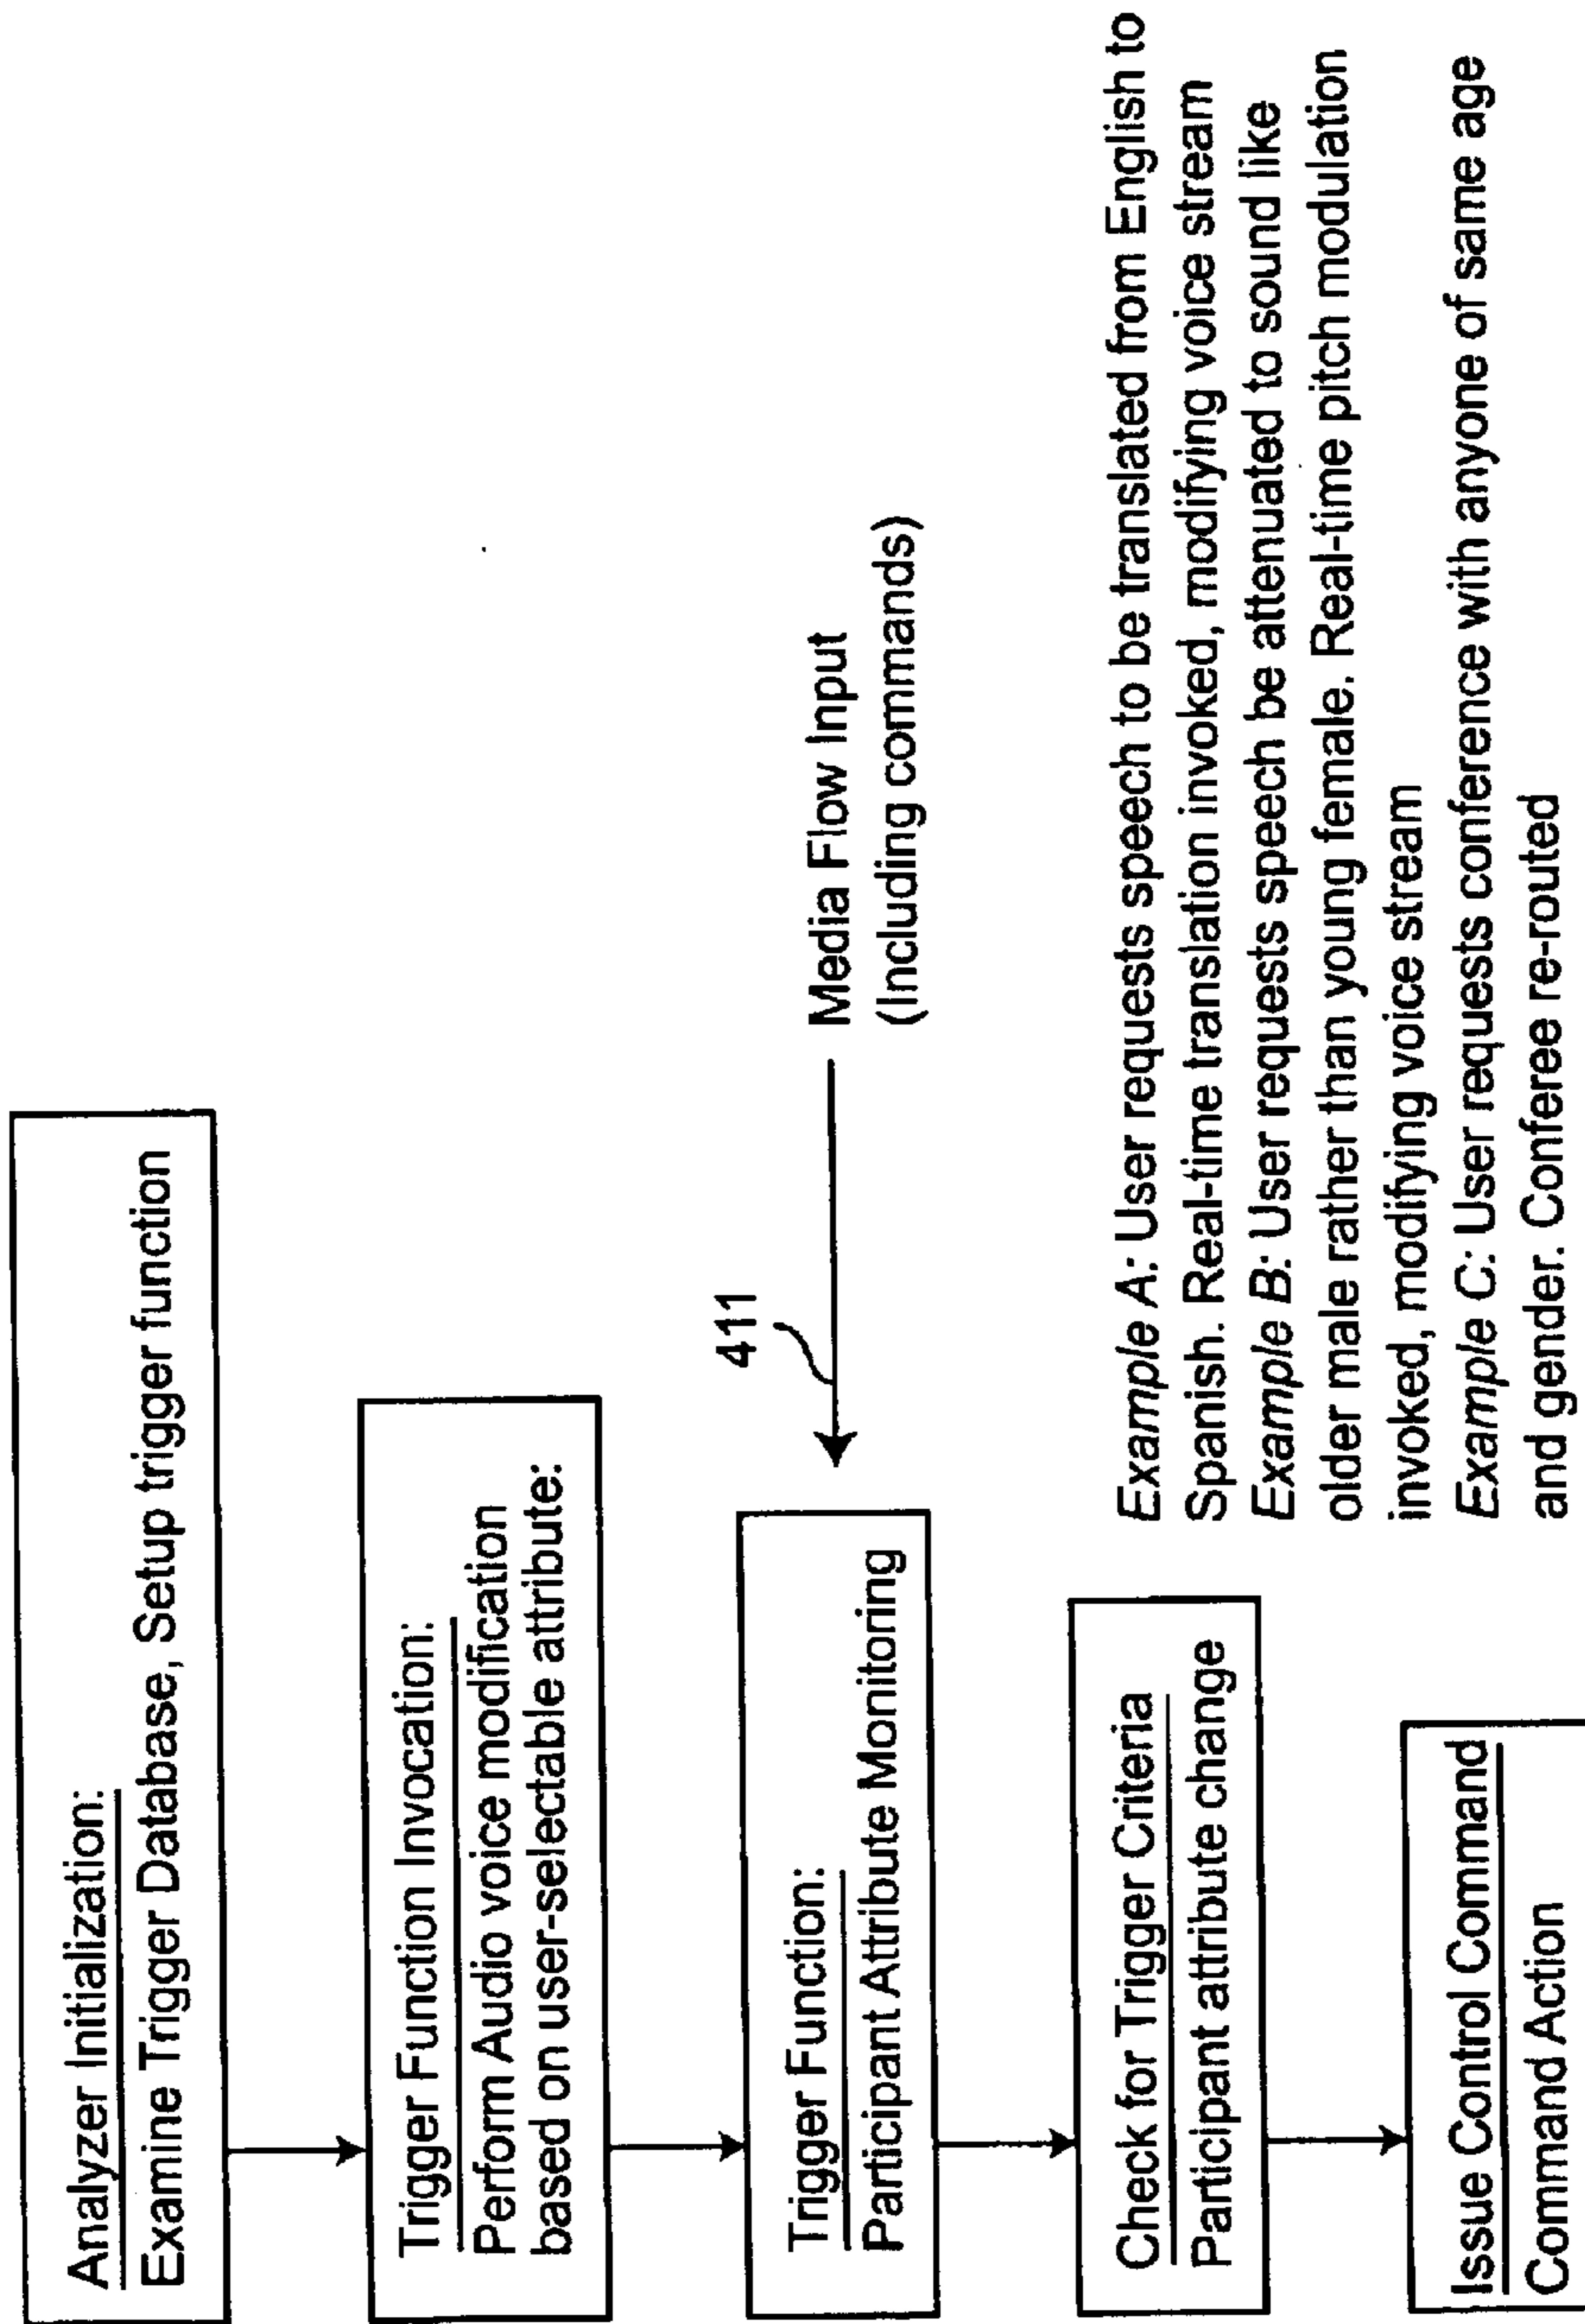 Analyzer Initialization:
Examine Trigger Database, Setup trigger function
Trigger Function Invocation:
Perform Audio voice modification
based on user-selectable attribute:
411
Media Flow Input
(Including commands)
Trigger Function:
Participant Attribute Monitoring
Check for Trigger Criteria
Participant attribute change
Issue Control Command
Command Action
Example A: User requests speech to be translated from English to
Spanish. Real-time translation invoked, modifying voice stream
Example B: User requests speech be attenuated to sound like
older male rather than young female. Real-time pitch modulation
invoked, modifying voice stream
Example C: User requests conference with anyone of same age
and gender. Conferee re-routed